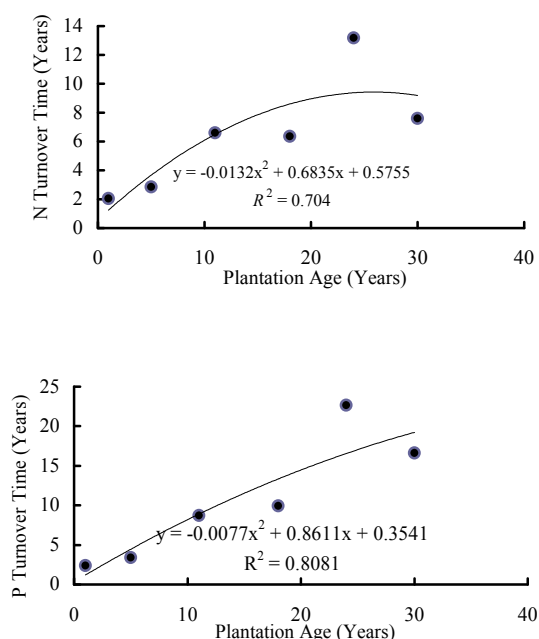 14
12
10
8
6
4
2
0
N Turnover Time (Years)
y = -0.0132x² + 0.6835x + 0.5755
R² = 0.704
0 10 20 30 40
Plantation Age (Years)
25
20
15
10
5
0
P Turnover Time (Years)
y = -0.0077x² + 0.8611x + 0.3541
R² = 0.8081
0 10 20 30 40
Plantation Age (Years)